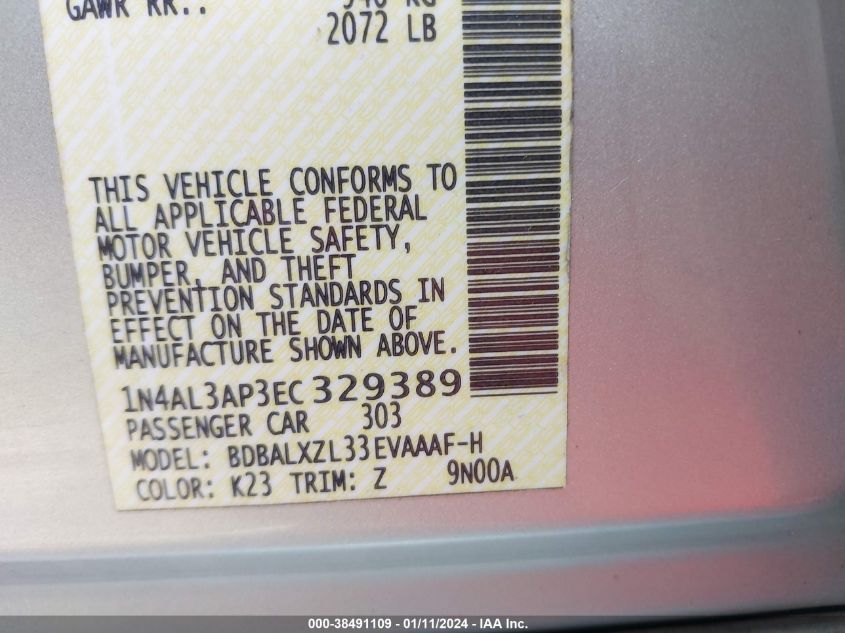 GAWR RR.: KG
2072 LB
THIS VEHICLE CONFORMS TO
ALL APPLICABLE FEDERAL
MOTOR VEHICLE SAFETY,
BUMPER, AND THEFT
PREVENTION STANDARDS IN
EFFECT ON THE DATE OF
MANUFACTURE SHOWN ABOVE.
1N4AL3AP3EC329389
PASSENGER CAR 303
MODEL: BDBALXZL33EVAAAF-H
COLOR: K23 TRIM: Z 9N00A
000-38491109 - 01/11/2024 - IAA Inc.